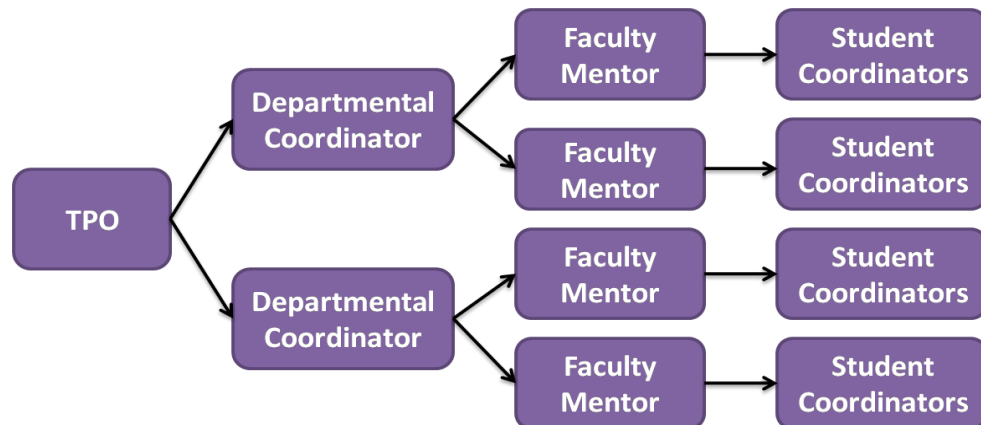 TPO
Departmental
Coordinator
Faculty
Mentor
Student
Coordinators
Faculty
Mentor
Student
Coordinators
Departmental
Coordinator
Faculty
Mentor
Student
Coordinators
Faculty
Mentor
Student
Coordinators